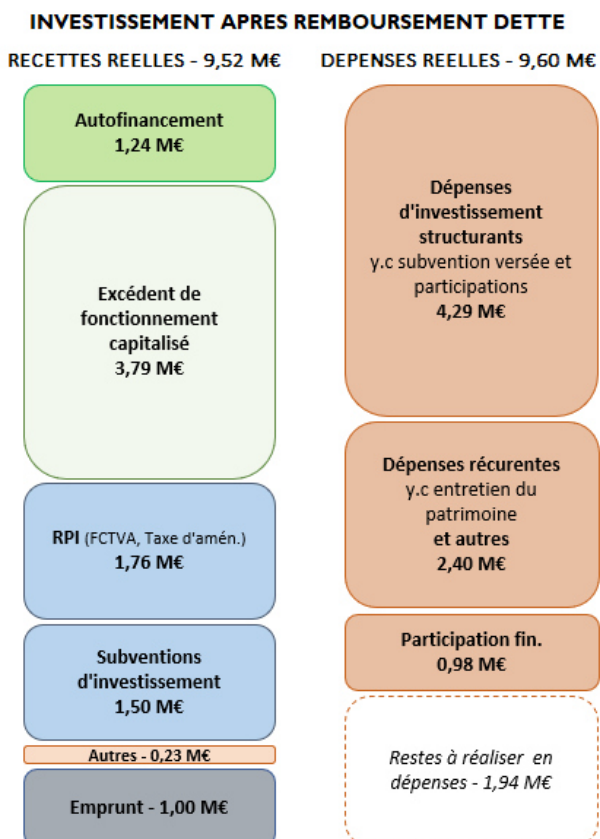 INVESTISSEMENT APRES REMBOURSEMENT DETTE
RECETTES REELLES - 9,52 M€
Autofinancement
1,24 M€
Excédent de
fonctionnement
capitalisé
3,79 M€
RPI (FCTVA, Taxe d'amén.)
1,76 M€
Subventions
d'investissement
1,50 M€
Autres - 0,23 M€
Emprunt - 1,00 M€
DEPENSES REELLES - 9,60 M€
Dépenses
d'investissement
structurants
y.c subvention versée et
participations
4,29 M€
Dépenses récurentes
y.c entretien du
patrimoine
et autres
2,40 M€
Participation fin.
0,98 M€
Restes à réaliser en
dépenses - 1,94 M€